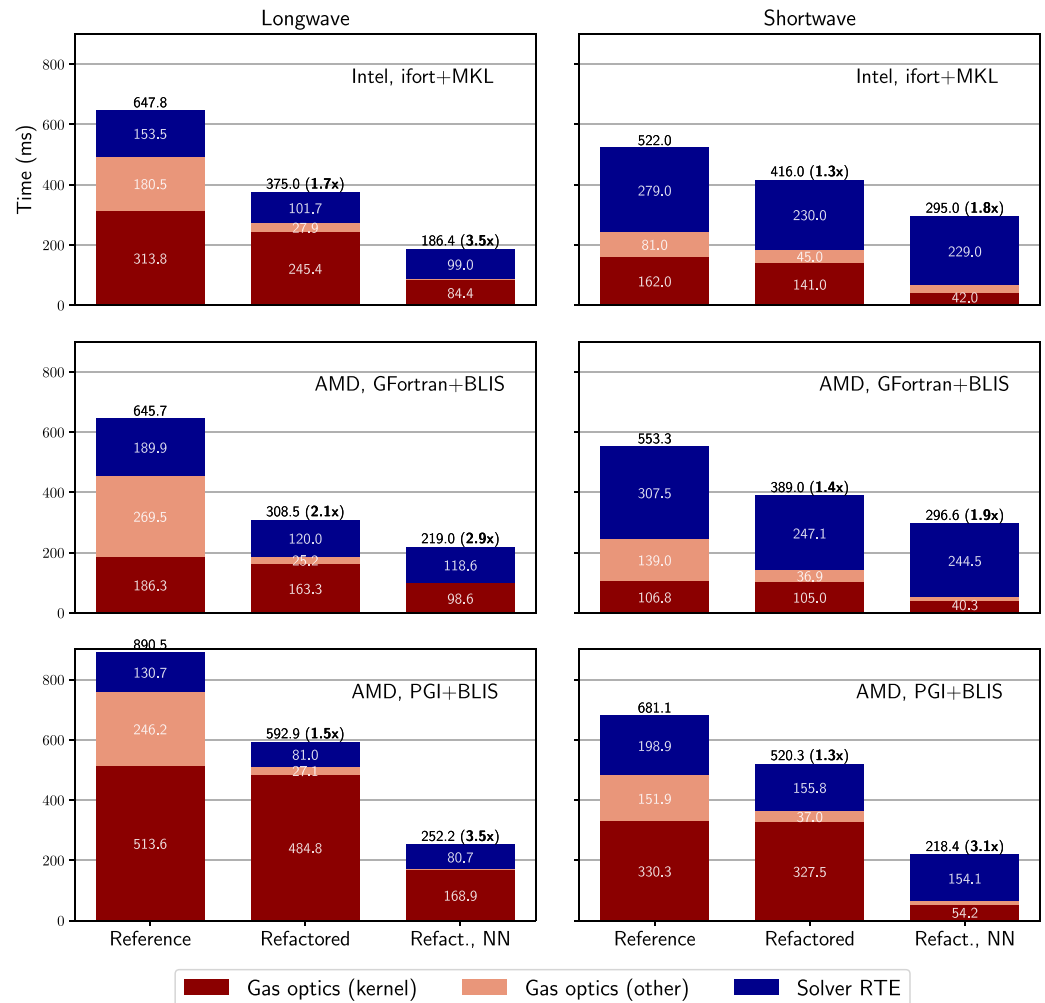 Longwave
Shortwave
Time (ms)
800
600
400
200
0
Intel, ifort+MKL
647.8
153.5
180.5
313.8
375.0 (1.7x)
101.7
27.9
245.4
186.4 (3.5x)
99.0
84.4
Intel, ifort+MKL
522.0
279.0
81.0
162.0
416.0 (1.3x)
230.0
45.0
141.0
295.0 (1.8x)
229.0
42.0
800
600
400
200
0
AMD, GFortran+BLIS
645.7
189.9
269.5
186.3
308.5 (2.1x)
120.0
25.2
163.3
219.0 (2.9x)
118.6
98.6
AMD, GFortran+BLIS
553.3
307.5
139.0
106.8
389.0 (1.4x)
247.1
36.9
105.0
296.6 (1.9x)
244.5
40.3
800
600
400
200
0
AMD, PGI+BLIS
890.5
130.7
246.2
513.6
592.9 (1.5x)
81.0
27.1
484.8
252.2 (3.5x)
80.7
168.9
AMD, PGI+BLIS
681.1
198.9
151.9
330.3
520.3 (1.3x)
155.8
37.0
327.5
218.4 (3.1x)
154.1
54.2
Reference
Refactored
Refact., NN
Reference
Refactored
Refact., NN
Gas optics (kernel)
Gas optics (other)
Solver RTE